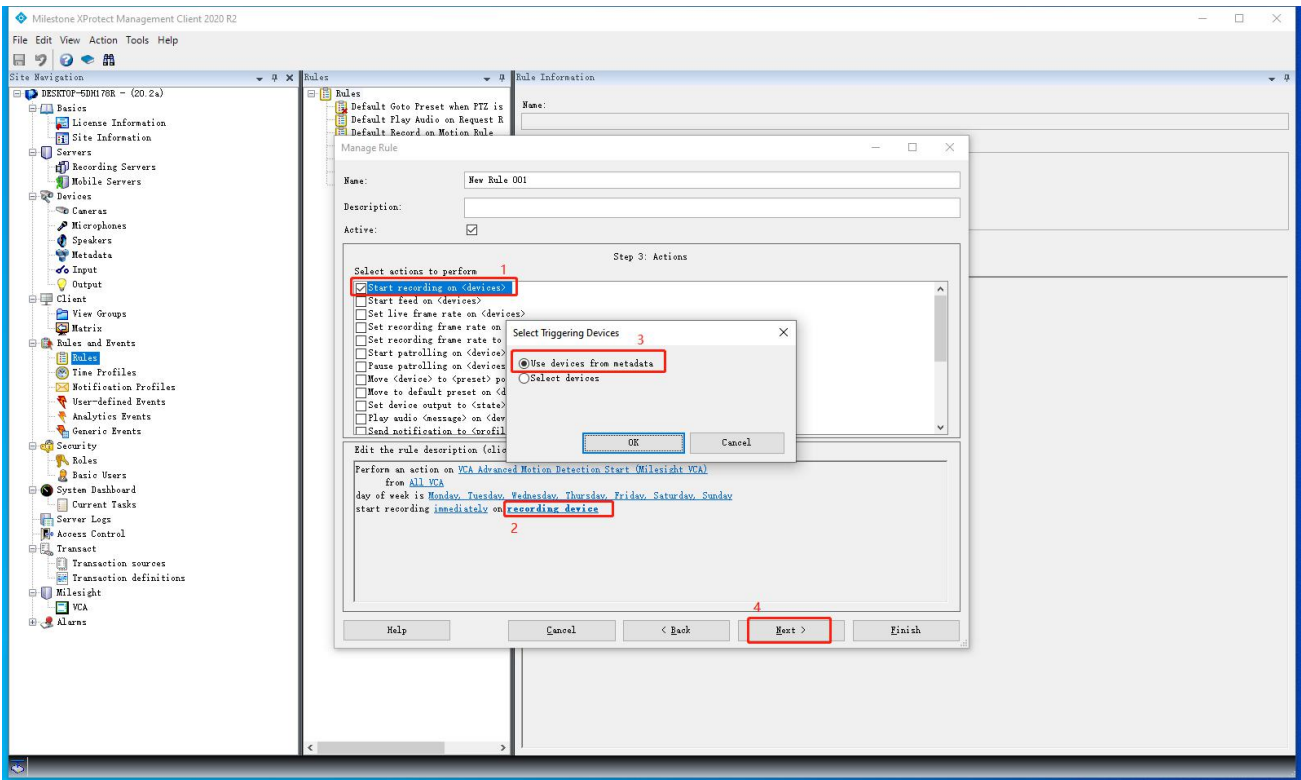 Milestone XProtect Management Client 2020 R2
File Edit View Action Tools Help
Site Navigation
DESKTOP-5DH178R - (20.2a)
Basics
License Information
Site Information
Servers
Recording Servers
Mobile Servers
Devices
Cameras
Microphones
Speakers
Metadata
Input
Output
Client
View Groups
Matrix
Rules and Events
Rules
Time Profiles
Notification Profiles
User-defined Events
Analytics Events
Generic Events
Security
Roles
Basic Users
System Dashboard
Current Tasks
Server Logs
Access Control
Transact
Transaction sources
Transaction definitions
Milesight
VCA
Alarms
Rules
Rules
Default Goto Preset when PTZ is
Default Play Audio on Request R
Default Record on Motion Rule
Rule Information
Name:
Manage Rule
Name: New Rule 001
Description:
Active:
Step 3: Actions
Select actions to perform 1
Start recording on <devices>
Start feed on <devices>
Set live frame rate on <devices>
Set recording frame rate on
Set recording frame rate to
Start patrolling on <device>
Pause patrolling on <devices
Move <device> to <preset> po
Move to default preset on <d
Set device output to <state>
Play audio <message> on <dev
Send notification to <profil
Select Triggering Devices
3
Use devices from metadata
Select devices
OK Cancel
Edit the rule description (clic
Perform an action on VCA Advanced Motion Detection Start (Milesight VCA)
from All VCA
day of week is Monday, Tuesday, Wednesday, Thursday, Friday, Saturday, Sunday
start recording immediately on recording device
2
4
Help Cancel < Back Next > Finish